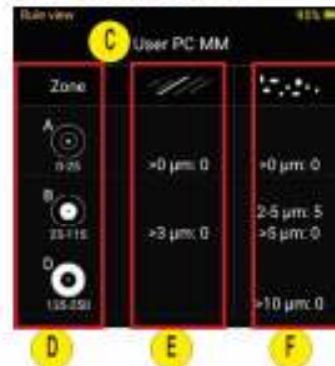 Rule view 93%
C User PC MM
Zone
A
0-25 >0 μm: 0 >0 μm: 0
B 2-5 μm: 5
25-115 >3 μm: 0 >5 μm: 0
D
135-250 >10 μm: 0
D E F